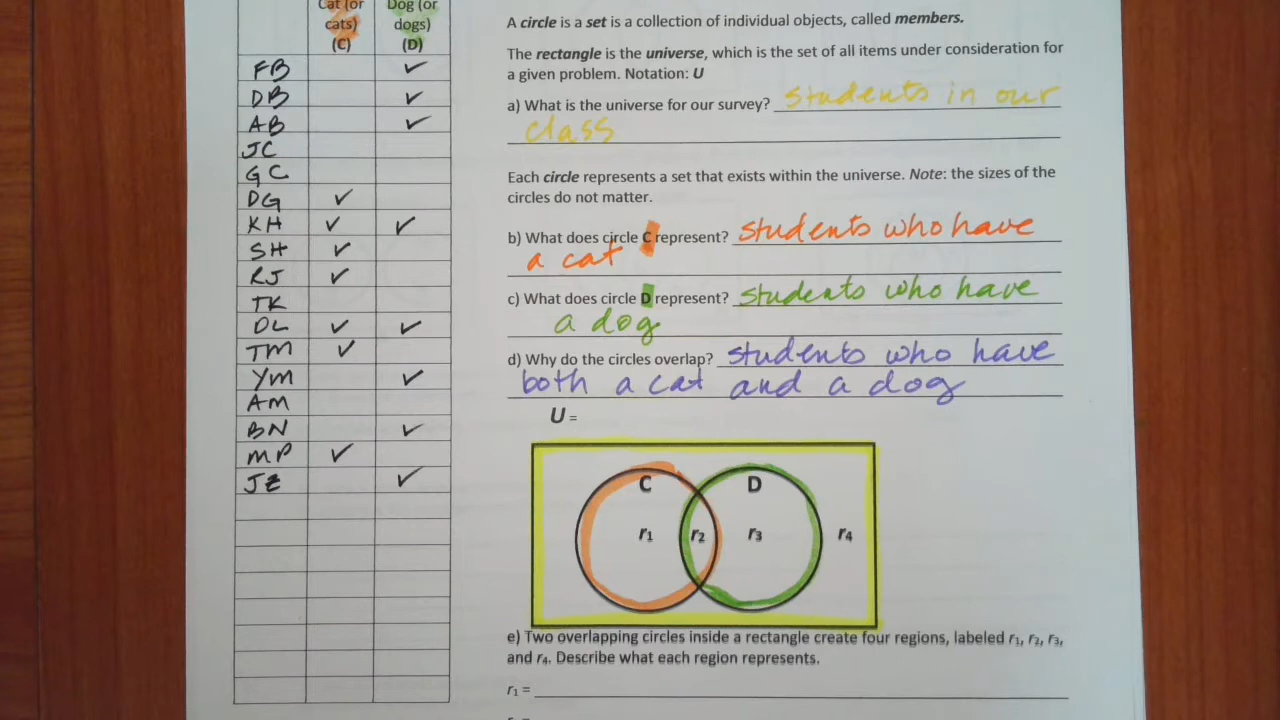 Cat (or
cats)
(C)
Dog (or
dogs)
(D)
FB ✓
DB ✓
AB ✓
JC
GC
DG ✓
KH ✓ ✓
SH ✓
RJ ✓
TK
DL ✓ ✓
TM ✓
YM ✓
AM
BN ✓
MP ✓
JZ ✓
A circle is a set is a collection of individual objects, called members.
The rectangle is the universe, which is the set of all items under consideration for
a given problem. Notation: U
a) What is the universe for our survey? students in our
class
Each circle represents a set that exists within the universe. Note: the sizes of the
circles do not matter.
b) What does circle C represent? students who have
a cat
c) What does circle D represent? students who have
a dog
d) Why do the circles overlap? students who have
both a cat and a dog
U =
C D
r₁ r₂ r₃ r₄
e) Two overlapping circles inside a rectangle create four regions, labeled r₁, r₂, r₃,
and r₄. Describe what each region represents.
r₁ =